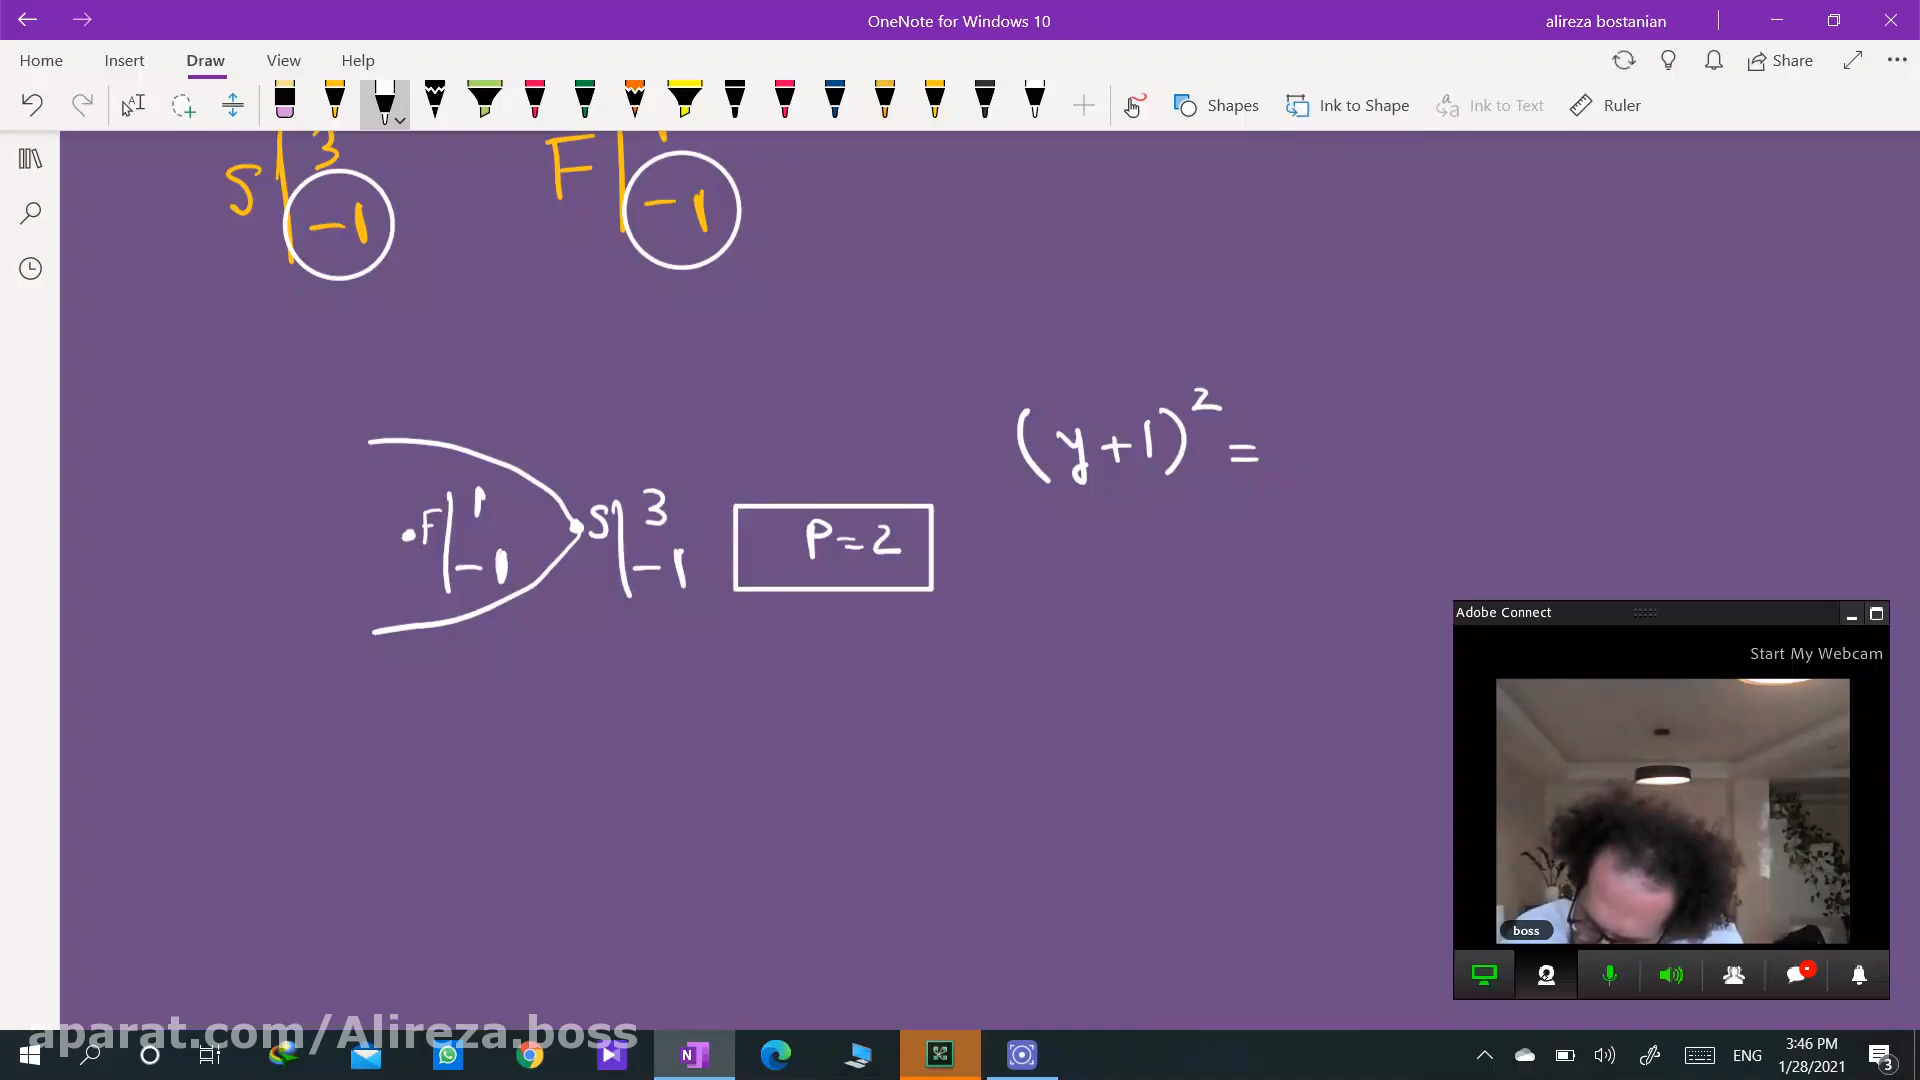 OneNote for Windows 10
alireza bostanian
Home Insert Draw View Help
Share
Shapes
Ink to Shape
Ink to Text
Ruler
S 3
-1
F
-1
(y+1)² =
F 1
-1
S 3
-1
P=2
Adobe Connect
Start My Webcam
boss
aparat.com/Alireza.boss
ENG
3:46 PM
1/28/2021
3